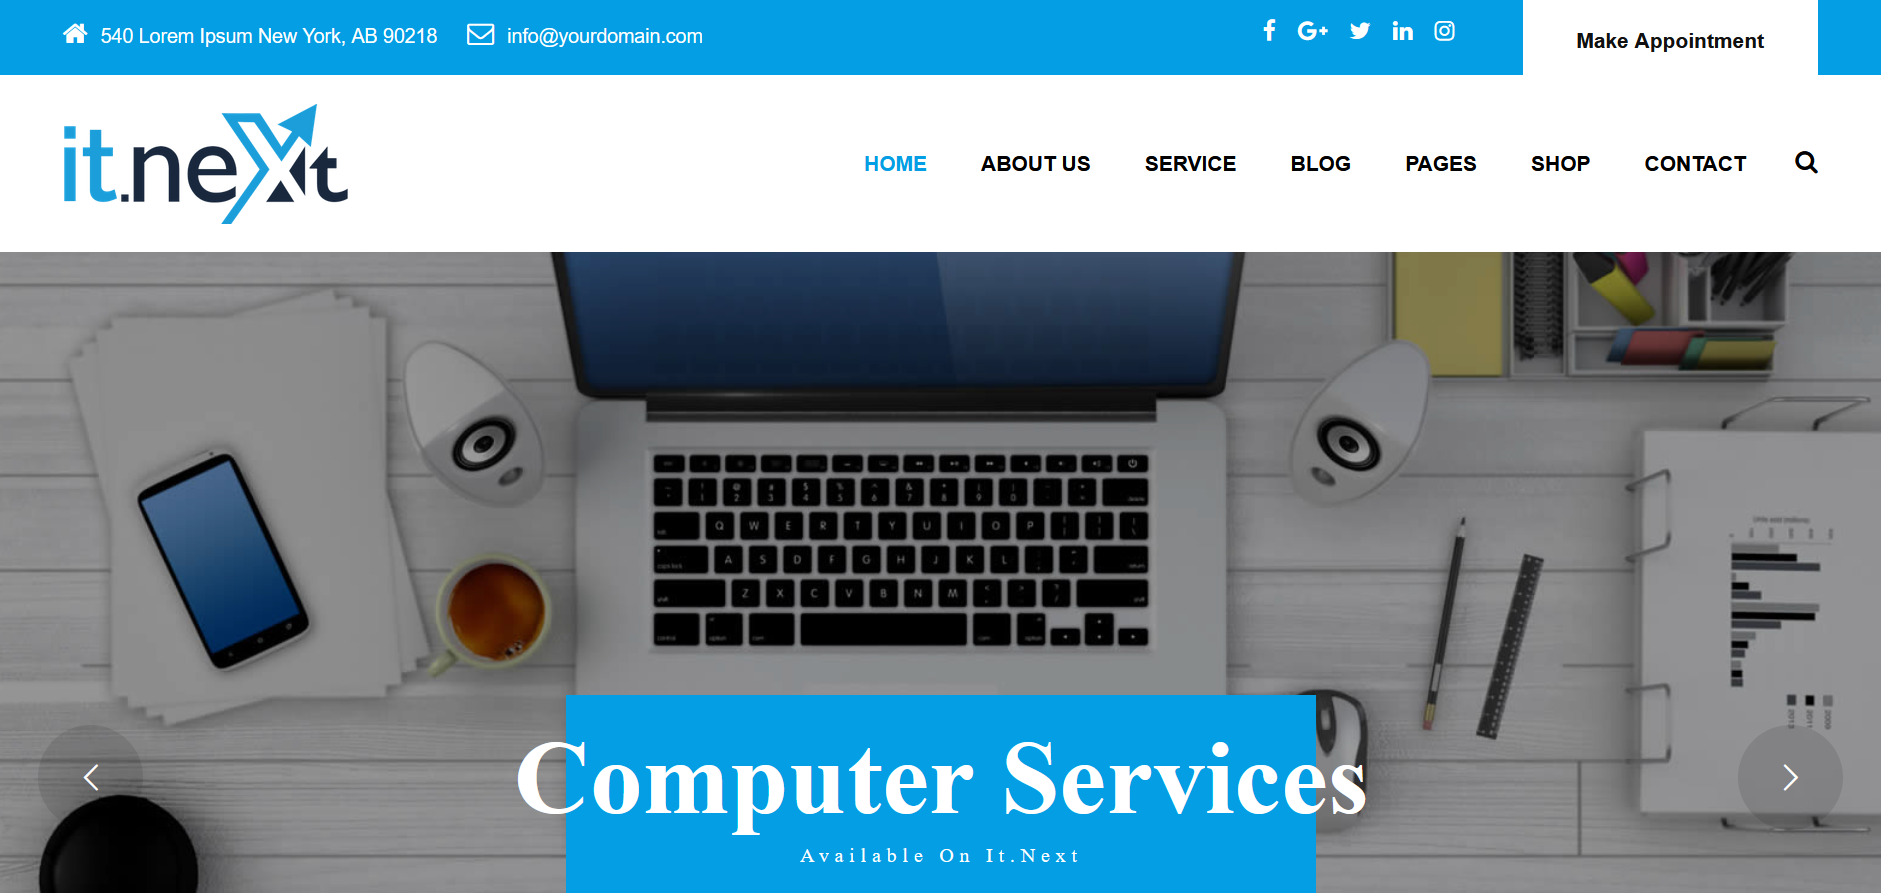 540 Lorem Ipsum New York, AB 90218
info@yourdomain.com
Make Appointment
it.next
HOME
ABOUT US
SERVICE
BLOG
PAGES
SHOP
CONTACT
Q W E R T Y U I O P
A S D F G H J K L
Z X C V B N M
Computer Services
Available On It.Next